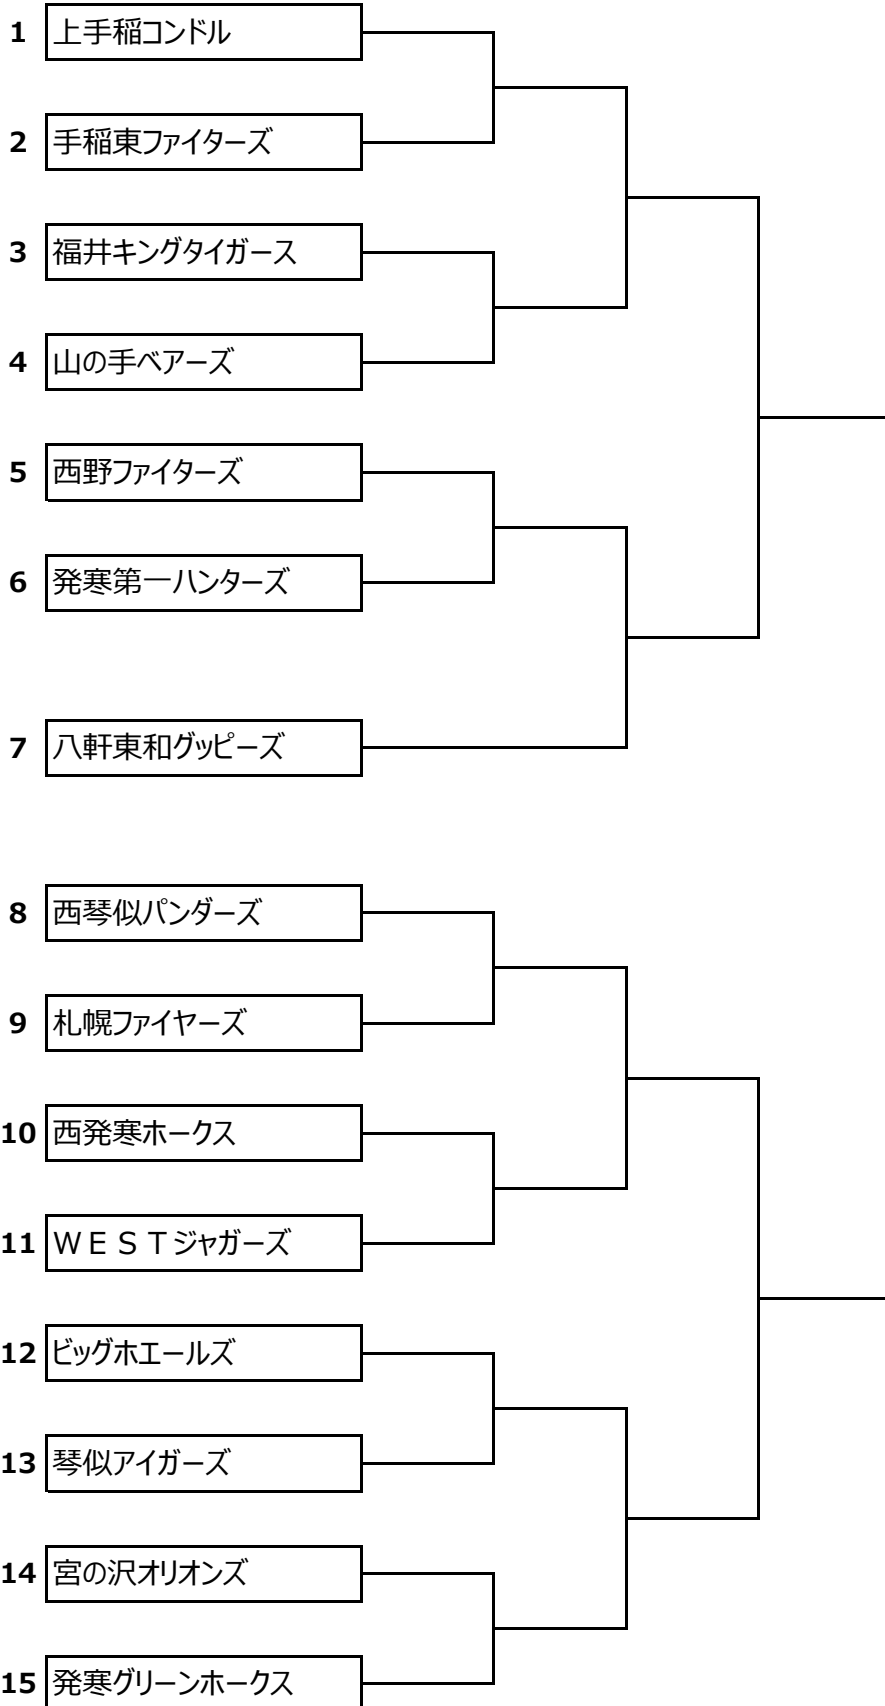 1 上手稲コンドル
2 手稲東ファイターズ
3 福井キングタイガース
4 山の手ベアーズ
5 西野ファイターズ
6 発寒第一ハンターズ
7 八軒東和グッピーズ
8 西琴似パンダーズ
9 札幌ファイヤーズ
10 西発寒ホークス
11 ＷＥＳＴジャガーズ
12 ビッグホエールズ
13 琴似アイガーズ
14 宮の沢オリオンズ
15 発寒グリーンホークス